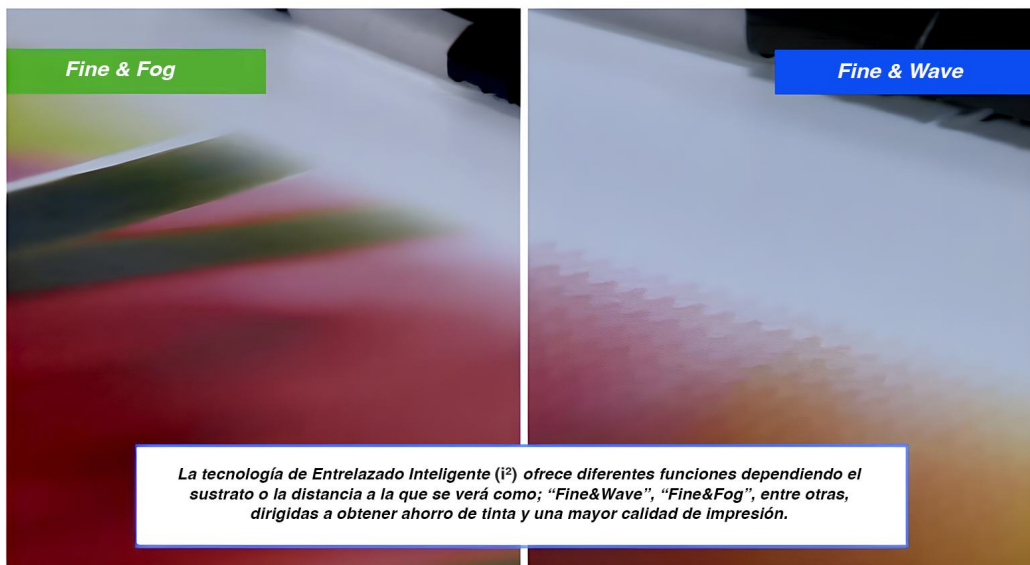 Fine & Fog
Fine & Wave
La tecnología de Entrelazado Inteligente (i²) ofrece diferentes funciones dependiendo el
sustrato o la distancia a la que se verá como; “Fine&Wave”, “Fine&Fog”, entre otras,
dirigidas a obtener ahorro de tinta y una mayor calidad de impresión.